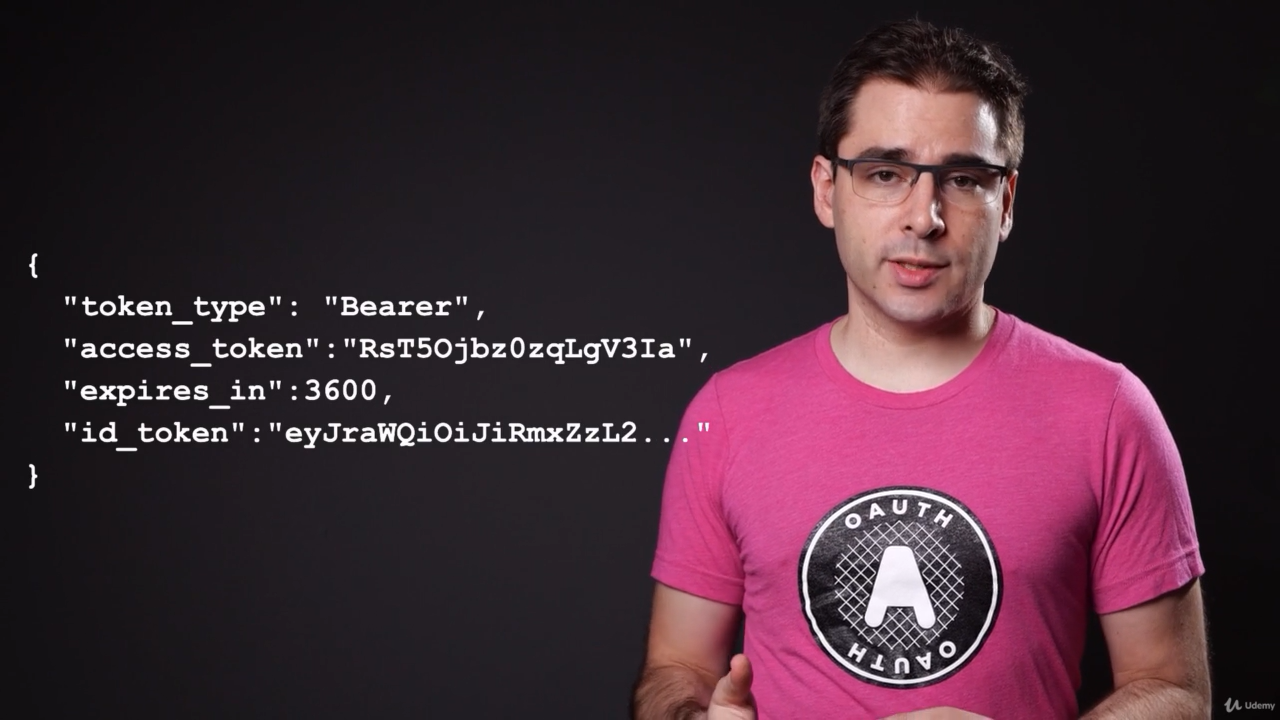 {
"token_type": "Bearer",
"access_token":"RsT5Ojbz0zqLgV3Ia",
"expires_in":3600,
"id_token":"eyJraWQiOiJiRmxZzL2..."
}
OAUTH
A
OAUTH
Udemy